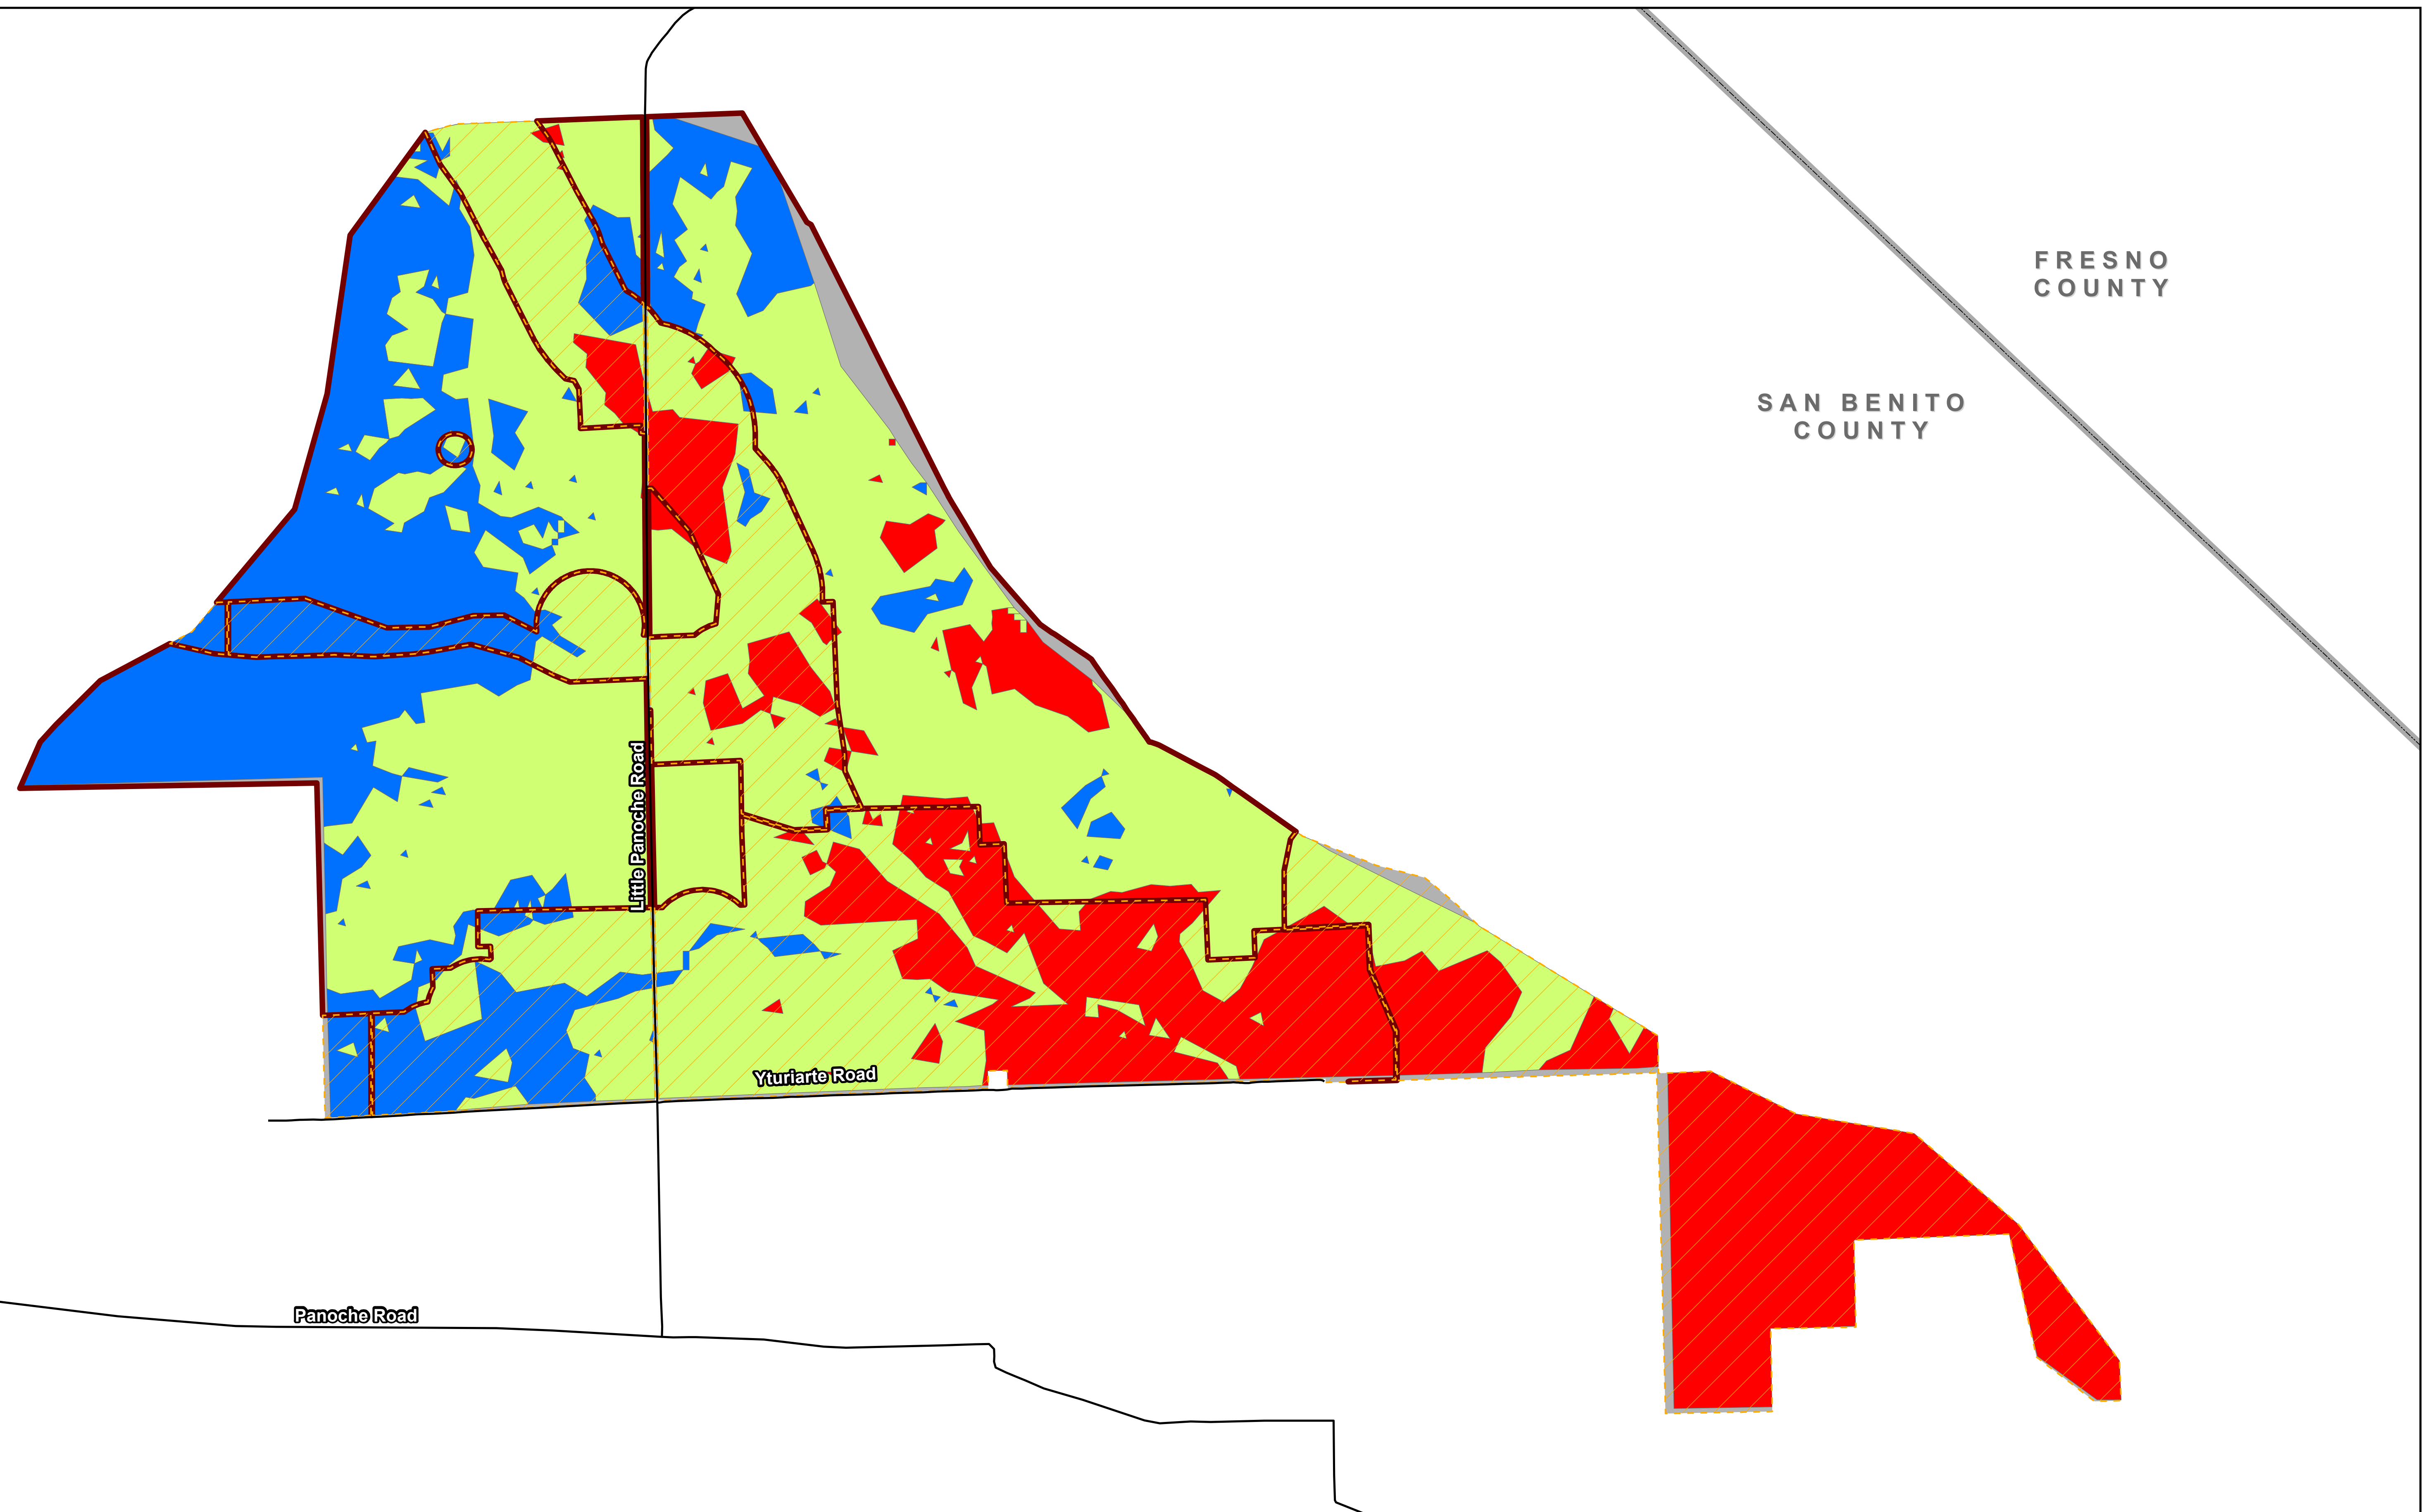 FRESNO
COUNTY
SAN BENITO
COUNTY
Little Panoche Road
Yturiarte Road
Panoche Road